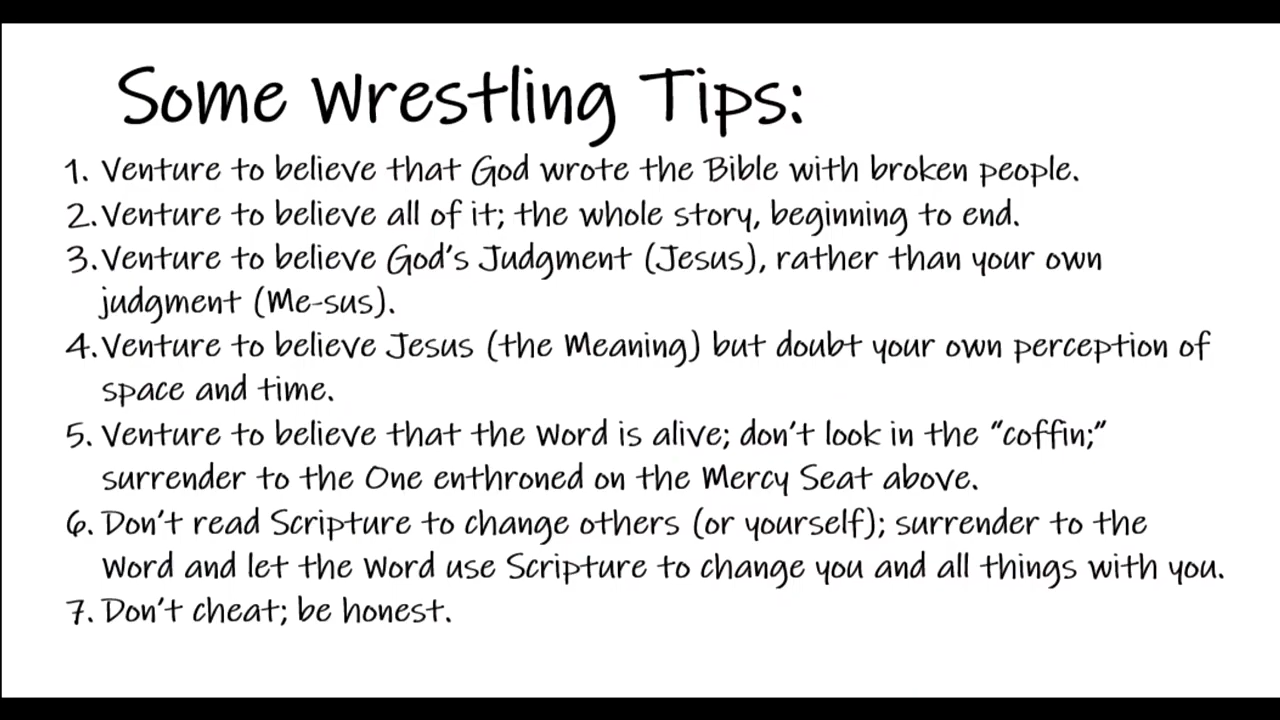 Some Wrestling Tips:
1. Venture to believe that God wrote the Bible with broken people.
2. Venture to believe all of it; the whole story, beginning to end.
3. Venture to believe God's Judgment (Jesus), rather than your own
judgment (Me-sus).
4. Venture to believe Jesus (the Meaning) but doubt your own perception of
space and time.
5. Venture to believe that the Word is alive; don't look in the "coffin;"
surrender to the One enthroned on the Mercy Seat above.
6. Don't read Scripture to change others (or yourself); surrender to the
Word and let the Word use Scripture to change you and all things with you.
7. Don't cheat; be honest.